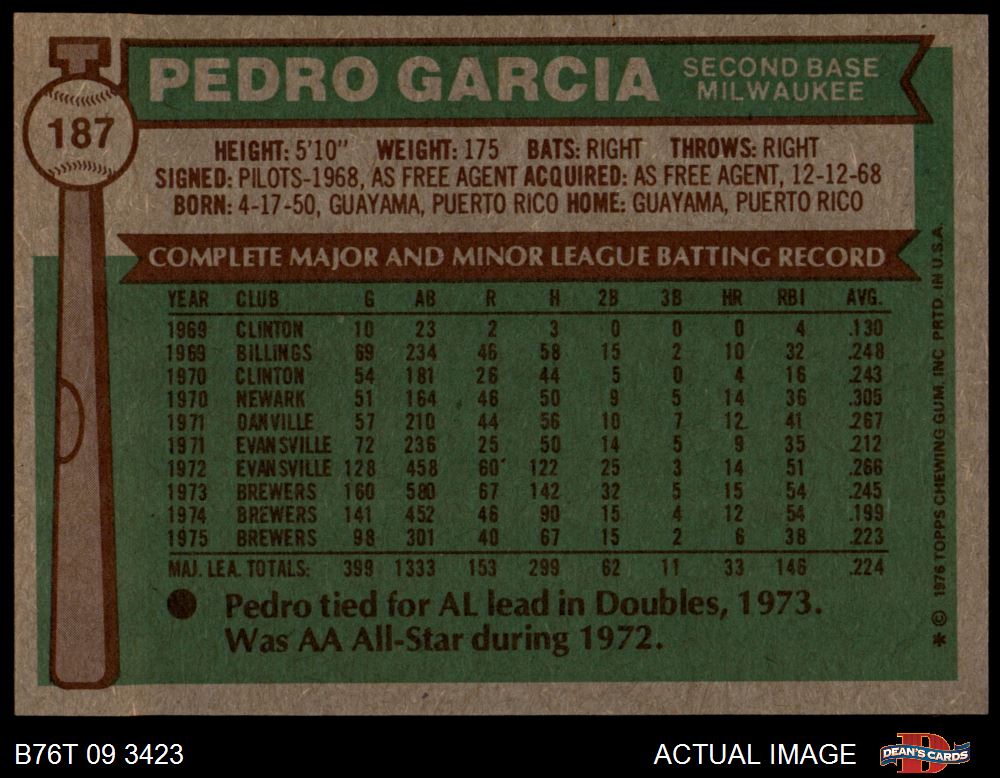 187
PEDRO GARCIA SECOND BASE
MILWAUKEE
HEIGHT: 5'10" WEIGHT: 175 BATS: RIGHT THROWS: RIGHT
SIGNED: PILOTS-1968, AS FREE AGENT ACQUIRED: AS FREE AGENT, 12-12-68
BORN: 4-17-50, GUAYAMA, PUERTO RICO HOME: GUAYAMA, PUERTO RICO
COMPLETE MAJOR AND MINOR LEAGUE BATTING RECORD
YEAR CLUB G AB R H 2B 3B HR RBI AVG.
1969 CLINTON 10 23 2 3 0 0 0 4 .130
1969 BILLINGS 69 234 46 58 15 2 10 32 .248
1970 CLINTON 54 181 26 44 5 0 4 16 .243
1970 NEWARK 51 164 46 50 9 5 14 36 .305
1971 DANVILLE 57 210 44 56 10 7 12 41 .267
1971 EVANSVILLE 72 236 25 50 14 5 9 35 .212
1972 EVANSVILLE 128 458 60 122 25 3 14 51 .266
1973 BREWERS 160 580 67 142 32 5 15 54 .245
1974 BREWERS 141 452 46 90 15 4 12 54 .199
1975 BREWERS 98 301 40 67 15 2 6 38 .223
MAJ. LEA. TOTALS: 399 1333 153 299 62 11 33 146 .224
Pedro tied for AL lead in Doubles, 1973.
Was AA All-Star during 1972.
* © 1976 TOPPS CHEWING GUM, INC PRTD. IN U.S.A.
B76T 09 3423 ACTUAL IMAGE D DEAN'S CARDS